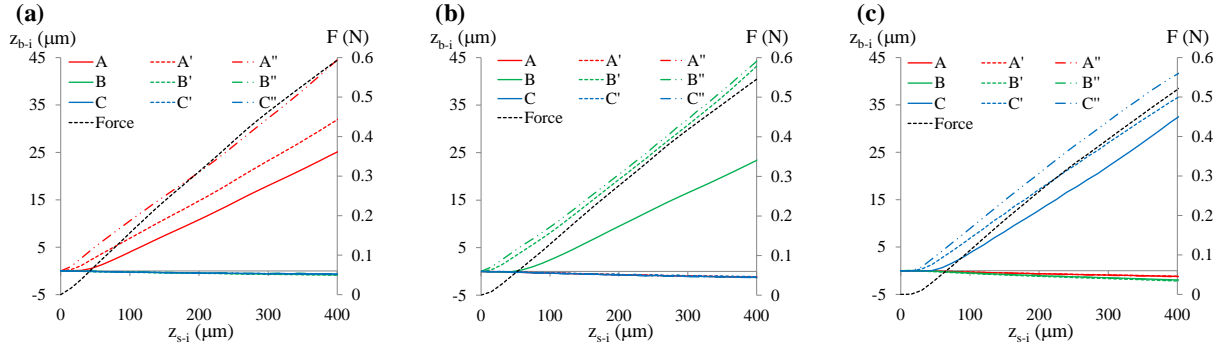 (a)
z_b-i (μm) F (N)
45 0.6
A A' A''
B B' B''
35 0.5
C C' C''
Force
0.4
25
0.3
15
0.2
5
0.1
-5 0
0 100 200 300 400
z_s-i (μm)
(b)
z_b-i (μm) F (N)
45 0.6
A A' A''
B B' B''
35 0.5
C C' C''
Force
0.4
25
0.3
15
0.2
5
0.1
-5 0
0 100 200 300 400
z_s-i (μm)
(c)
z_b-i (μm) F (N)
45 0.6
A A' A''
B B' B''
35 0.5
C C' C''
Force
0.4
25
0.3
15
0.2
5
0.1
-5 0
0 100 200 300 400
z_s-i (μm)